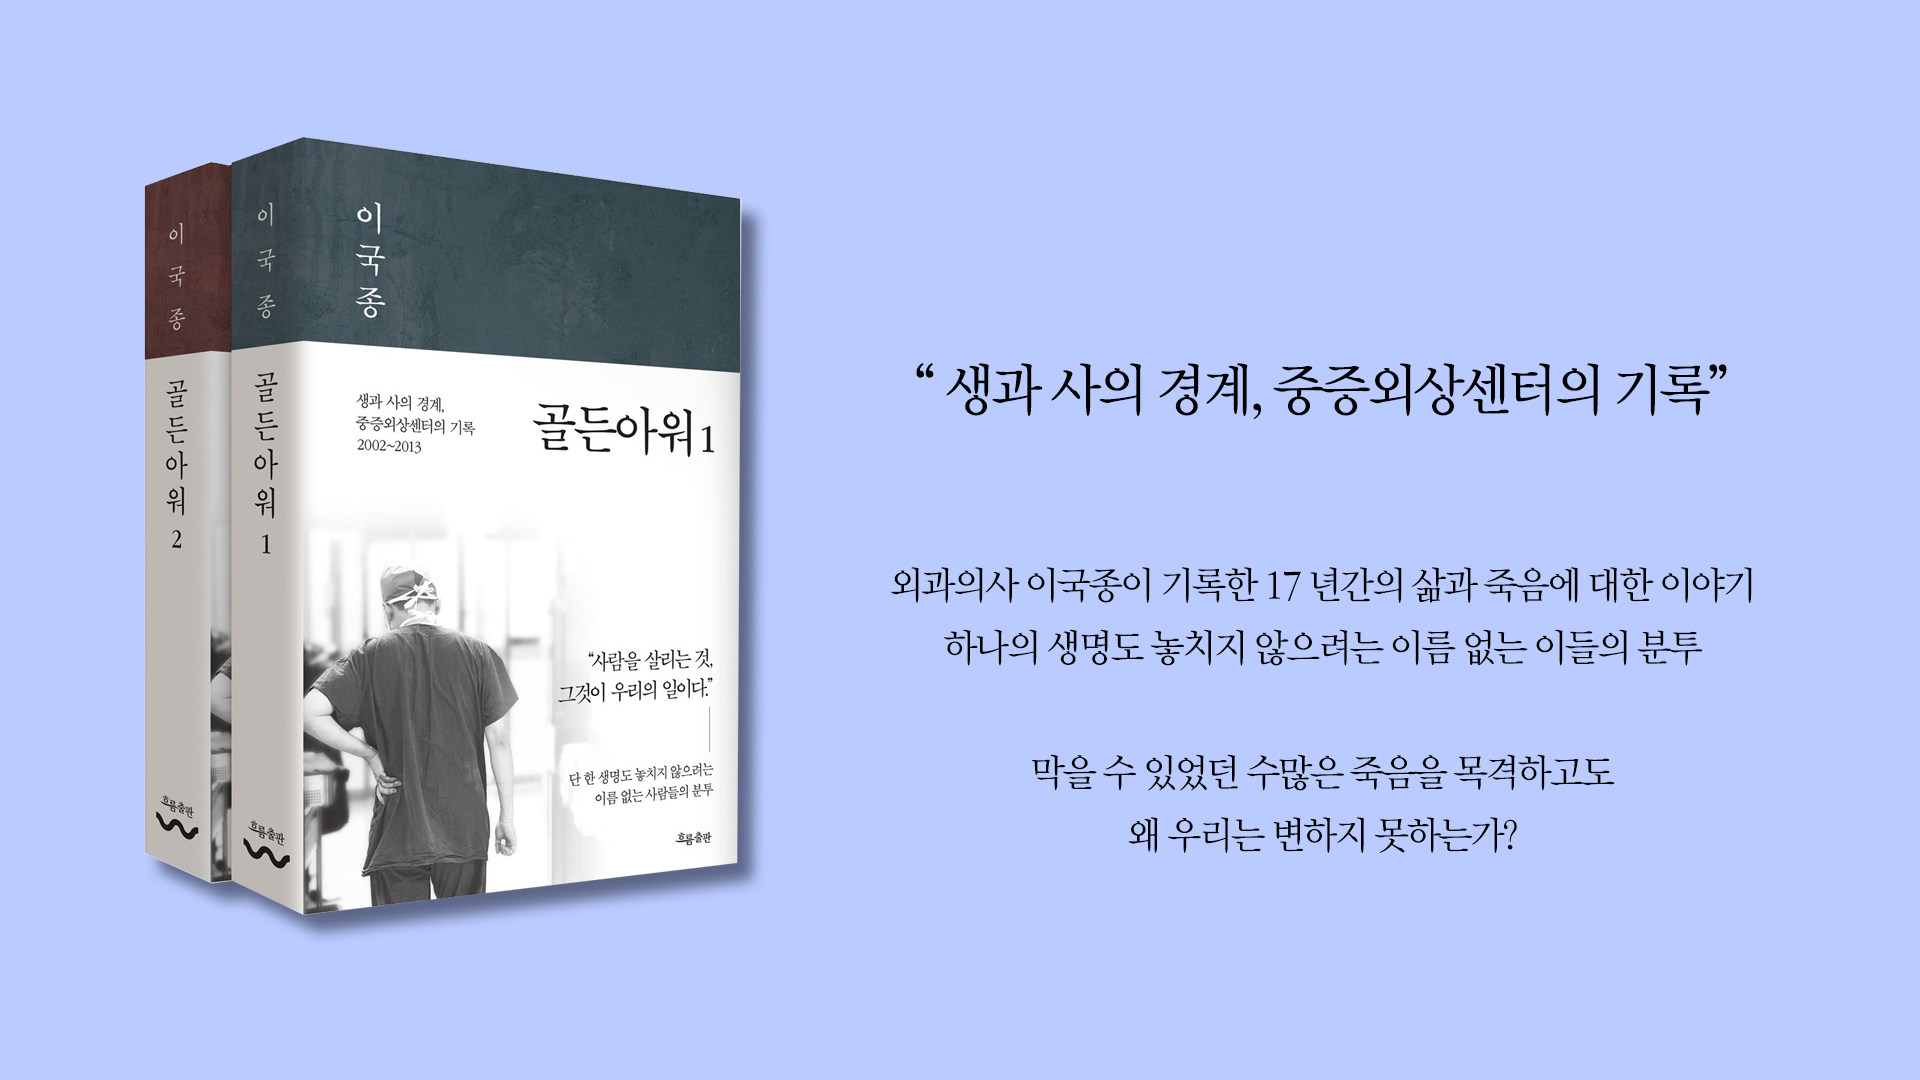 이국종
골든아워 2
흐름출판
이국종
골든아워 1
흐름출판
이국종
생과 사의 경계,
중증외상센터의 기록
2002~2013
골든아워 1
“사람을 살리는 것,
그것이 우리의 일이다.”
단 한 생명도 놓치지 않으려는
이름 없는 사람들의 분투
흐름출판
“ 생과 사의 경계, 중증외상센터의 기록”
외과의사 이국종이 기록한 17 년간의 삶과 죽음에 대한 이야기
하나의 생명도 놓치지 않으려는 이름 없는 이들의 분투
막을 수 있었던 수많은 죽음을 목격하고도
왜 우리는 변하지 못하는가?